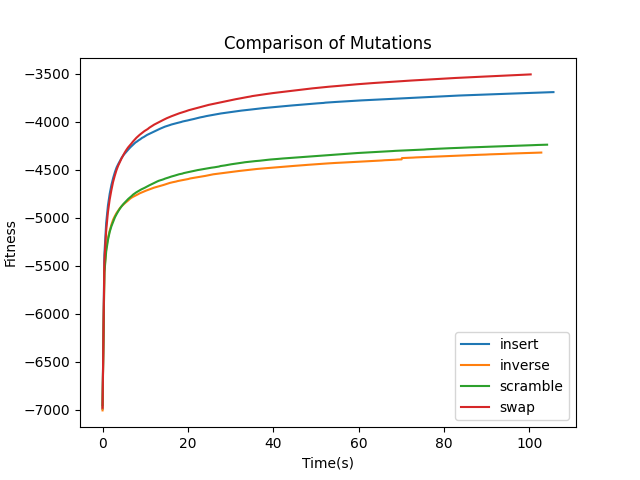 Comparison of Mutations
−3500
−4000
−4500
−5000
−5500
−6000
−6500
−7000
Fitness
0 20 40 60 80 100
Time(s)
insert
inverse
scramble
swap